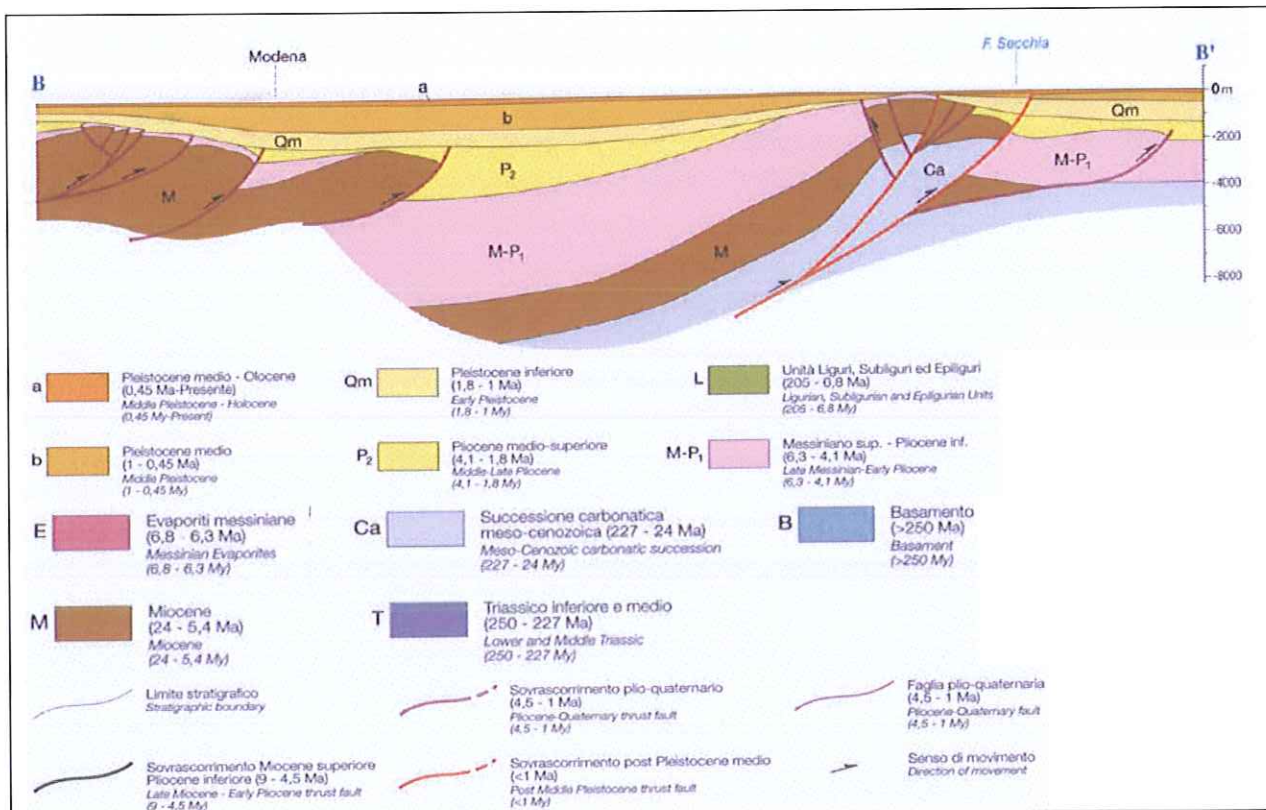 Modena
F. Secchia
B
B'
a
0 m
b
Qm
Qm
-2000
P2
M-P1
Ca
M
-4000
M-P1
M
-6000
-8000
a
Pleistocene medio - Olocene
(0,45 Ma-Presente)
Middle Pleistocene - Holocene
(0,45 My-Present)
Qm
Pleistocene inferiore
(1,8 - 1 Ma)
Early Pleistocene
(1,8 - 1 My)
L
Unità Liguri, Subliguri ed Epiliguri
Ligurian, Subligurian and Epiligurian Units
b
Pleistocene medio
(1 - 0,45 Ma)
Middle Pleistocene
(1 - 0,45 My)
P2
Pliocene medio-superiore
(4,1 - 1,8 Ma)
Middle-Late Pliocene
(4,1 - 1,8 My)
M-P1
Messiniano sup. - Pliocene inf.
(6,3 - 4,1 Ma)
Late Messinian-Early Pliocene
(6,3 - 4,1 My)
E
Evaporiti messiniane
(6,8 - 6,3 Ma)
Messinian Evaporites
(6,8 - 6,3 My)
Ca
Successione carbonatica
meso-cenozoica (227 - 24 Ma)
Meso-Cenozoic carbonatic succession
(227 - 24 My)
B
Basamento
(>250 Ma)
Basament
(>250 My)
M
Miocene
(24 - 5,4 Ma)
Miocene
(24 - 5,4 My)
T
Triassico inferiore e medio
(250 - 227 Ma)
Lower and Middle Triassic
(250 - 227 My)
Limite stratigrafico
Stratigraphic boundary
Sovrascorrimento plio-quaternario
(4,5 - 1 Ma)
Pliocene-Quaternary thrust fault
(4,5 - 1 My)
Faglia plio-quaternaria
(4,5 - 1 Ma)
Pliocene-Quaternary fault
(4,5 - 1 My)
Sovrascorrimento Miocene superiore
Pliocene inferiore (9 - 4,5 Ma)
Late Miocene - Early Pliocene thrust fault
(9 - 4,5 My)
Sovrascorrimento post Pleistocene medio
(<1 Ma)
Post Middle Pleistocene thrust fault
(<1 My)
Senso di movimento
Direction of movement